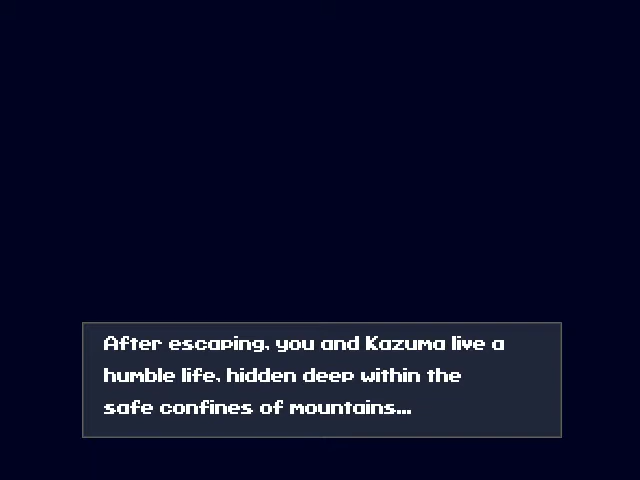 After escaping, you and Kazuma live a
humble life, hidden deep within the
safe confines of mountains...